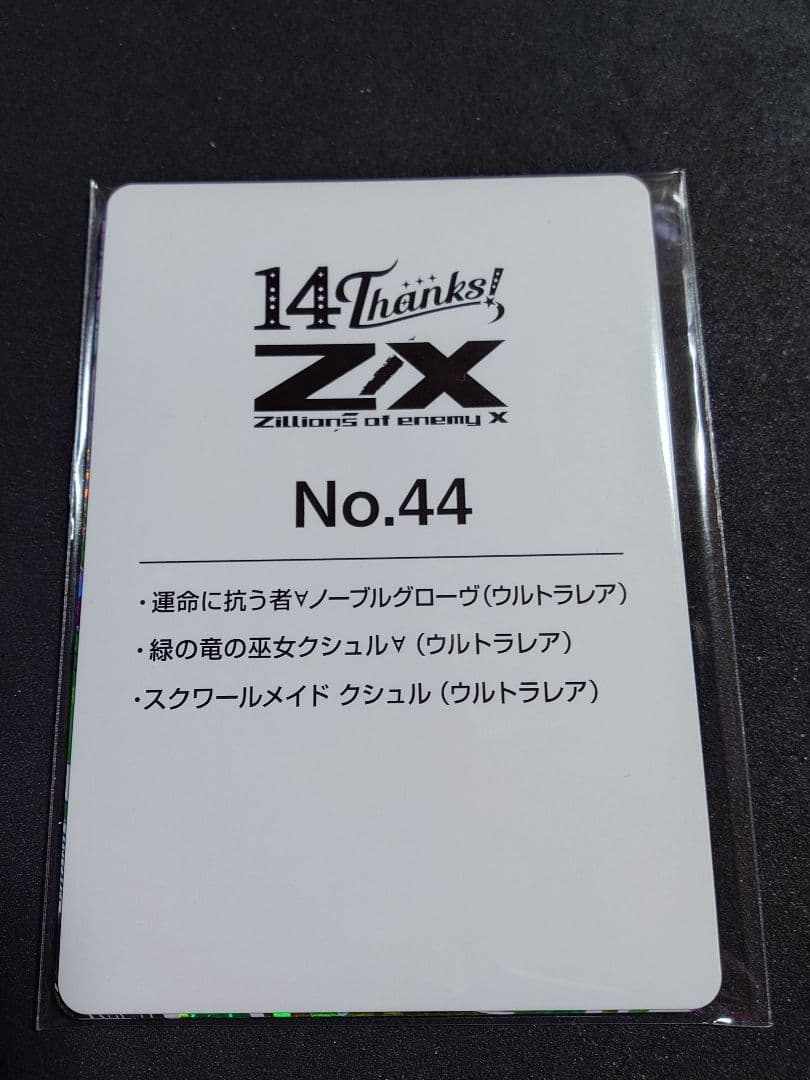 14 Thanks!
Z/X
Zillions of enemy X
No.44
・運命に抗う者∀ノーブルグローヴ(ウルトラレア)
・緑の竜の巫女クシュル∀ (ウルトラレア)
・スクワールメイド クシュル (ウルトラレア)